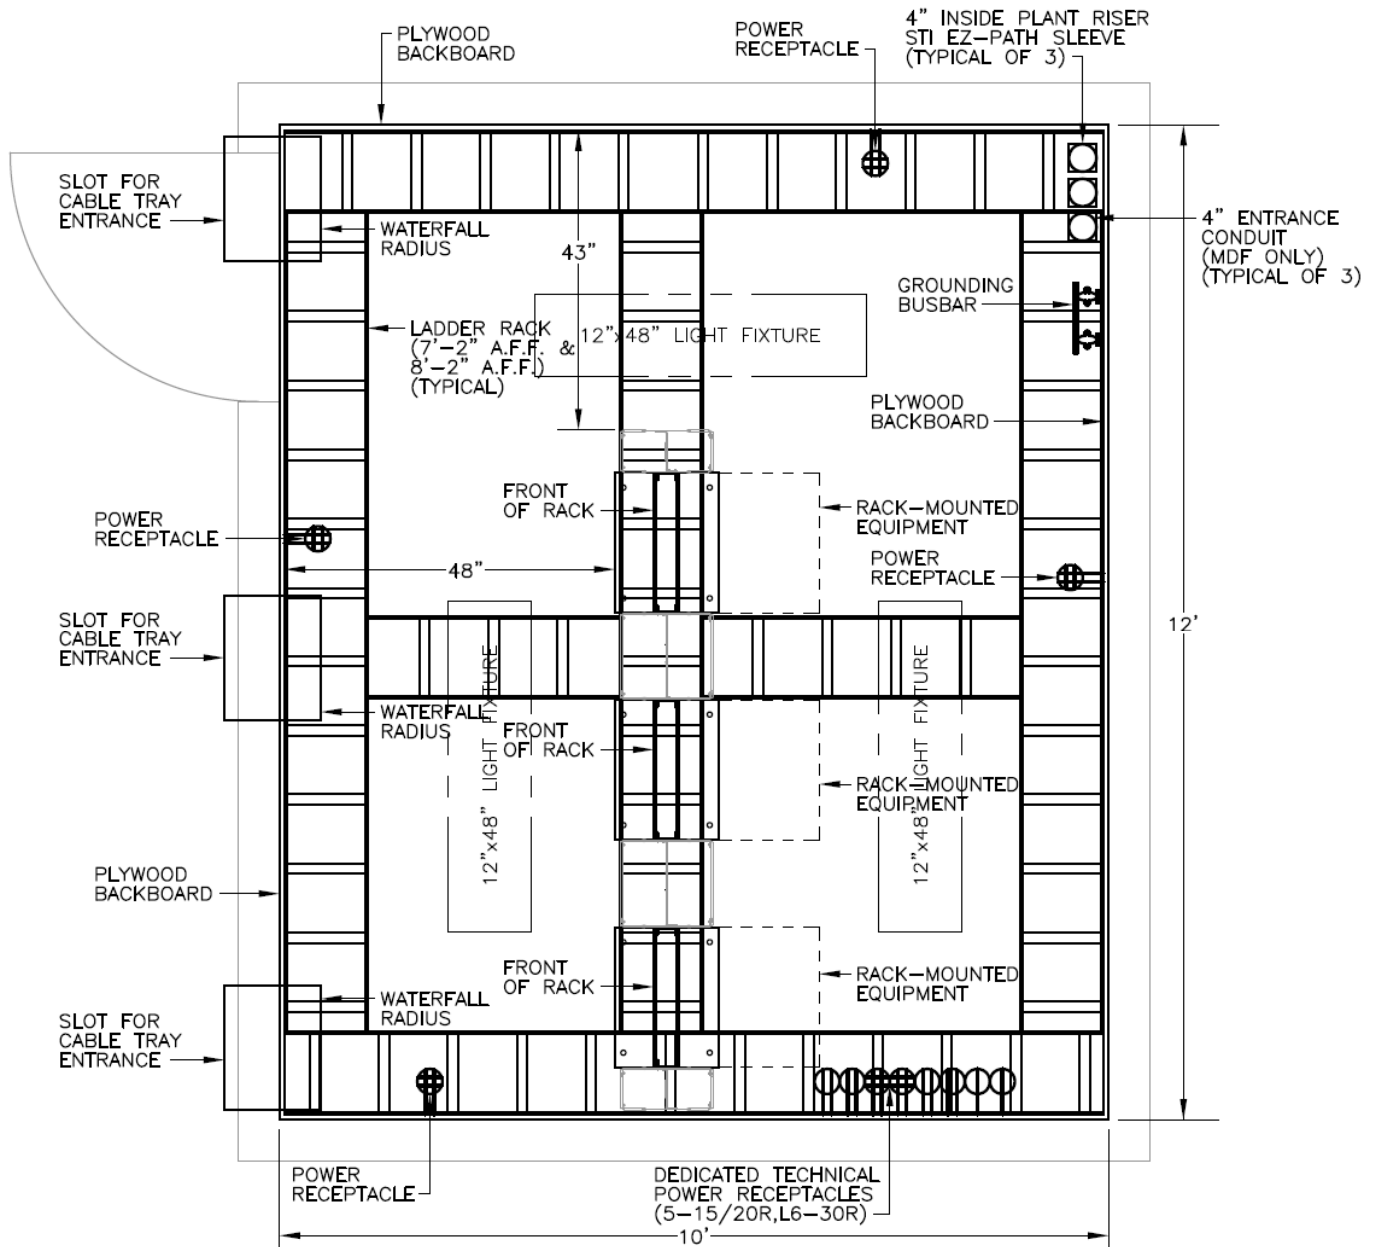 PLYWOOD
BACKBOARD
POWER
RECEPTACLE
4" INSIDE PLANT RISER
STI EZ-PATH SLEEVE
(TYPICAL OF 3)
SLOT FOR
CABLE TRAY
ENTRANCE
WATERFALL
RADIUS
43"
4" ENTRANCE
CONDUIT
(MDF ONLY)
(TYPICAL OF 3)
GROUNDING
BUSBAR
LADDER RACK
(7'-2" A.F.F. &
8'-2" A.F.F.)
(TYPICAL)
12"x48" LIGHT FIXTURE
PLYWOOD
BACKBOARD
FRONT
OF RACK
RACK-MOUNTED
EQUIPMENT
POWER
RECEPTACLE
POWER
RECEPTACLE
48"
SLOT FOR
CABLE TRAY
ENTRANCE
12'
WATERFALL
RADIUS
12"x48" LIGHT FIXTURE
FRONT
OF RACK
RACK-MOUNTED
EQUIPMENT
12"x48" LIGHT FIXTURE
PLYWOOD
BACKBOARD
FRONT
OF RACK
RACK-MOUNTED
EQUIPMENT
WATERFALL
RADIUS
SLOT FOR
CABLE TRAY
ENTRANCE
POWER
RECEPTACLE
DEDICATED TECHNICAL
POWER RECEPTACLES
(5-15/20R,L6-30R)
10'